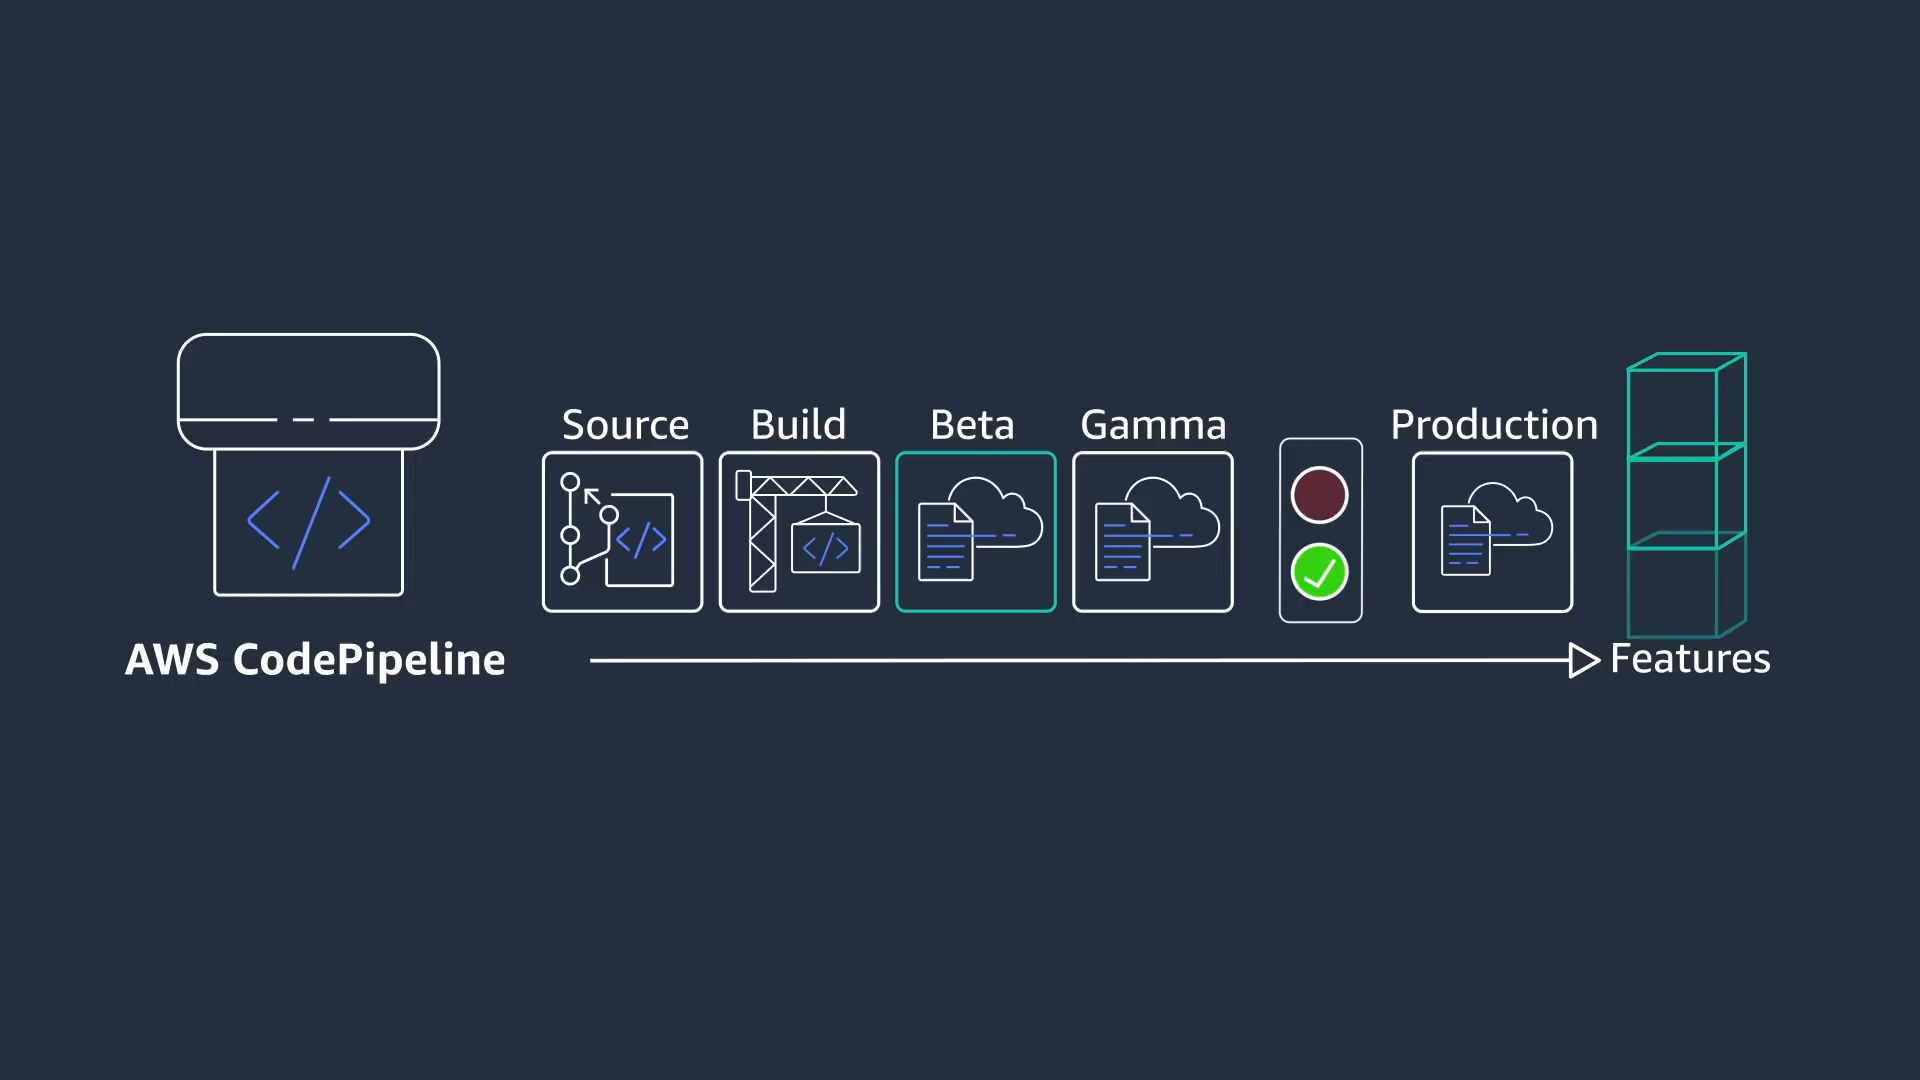 Source
Build
Beta
Gamma
Production
AWS CodePipeline
Features